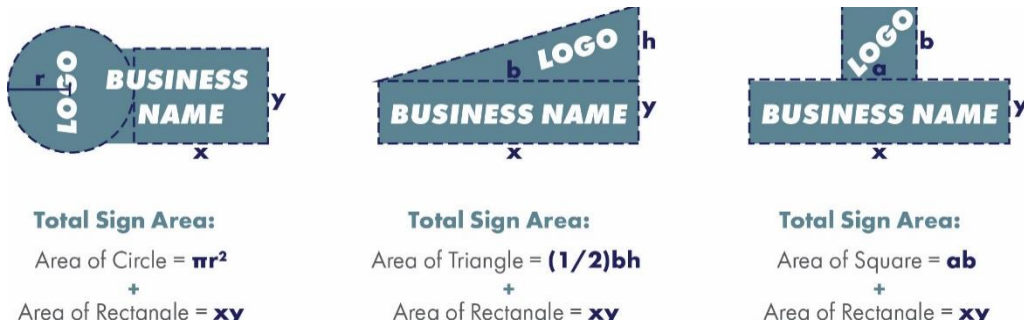 LOGO
r
BUSINESS
NAME
y
x
LOGO
h
b
BUSINESS NAME
y
x
LOGO
b
a
BUSINESS NAME
y
x
Total Sign Area:
Area of Circle = πr²
+
Area of Rectangle = xy
Total Sign Area:
Area of Triangle = (1/2)bh
+
Area of Rectangle = xy
Total Sign Area:
Area of Square = ab
+
Area of Rectangle = xy